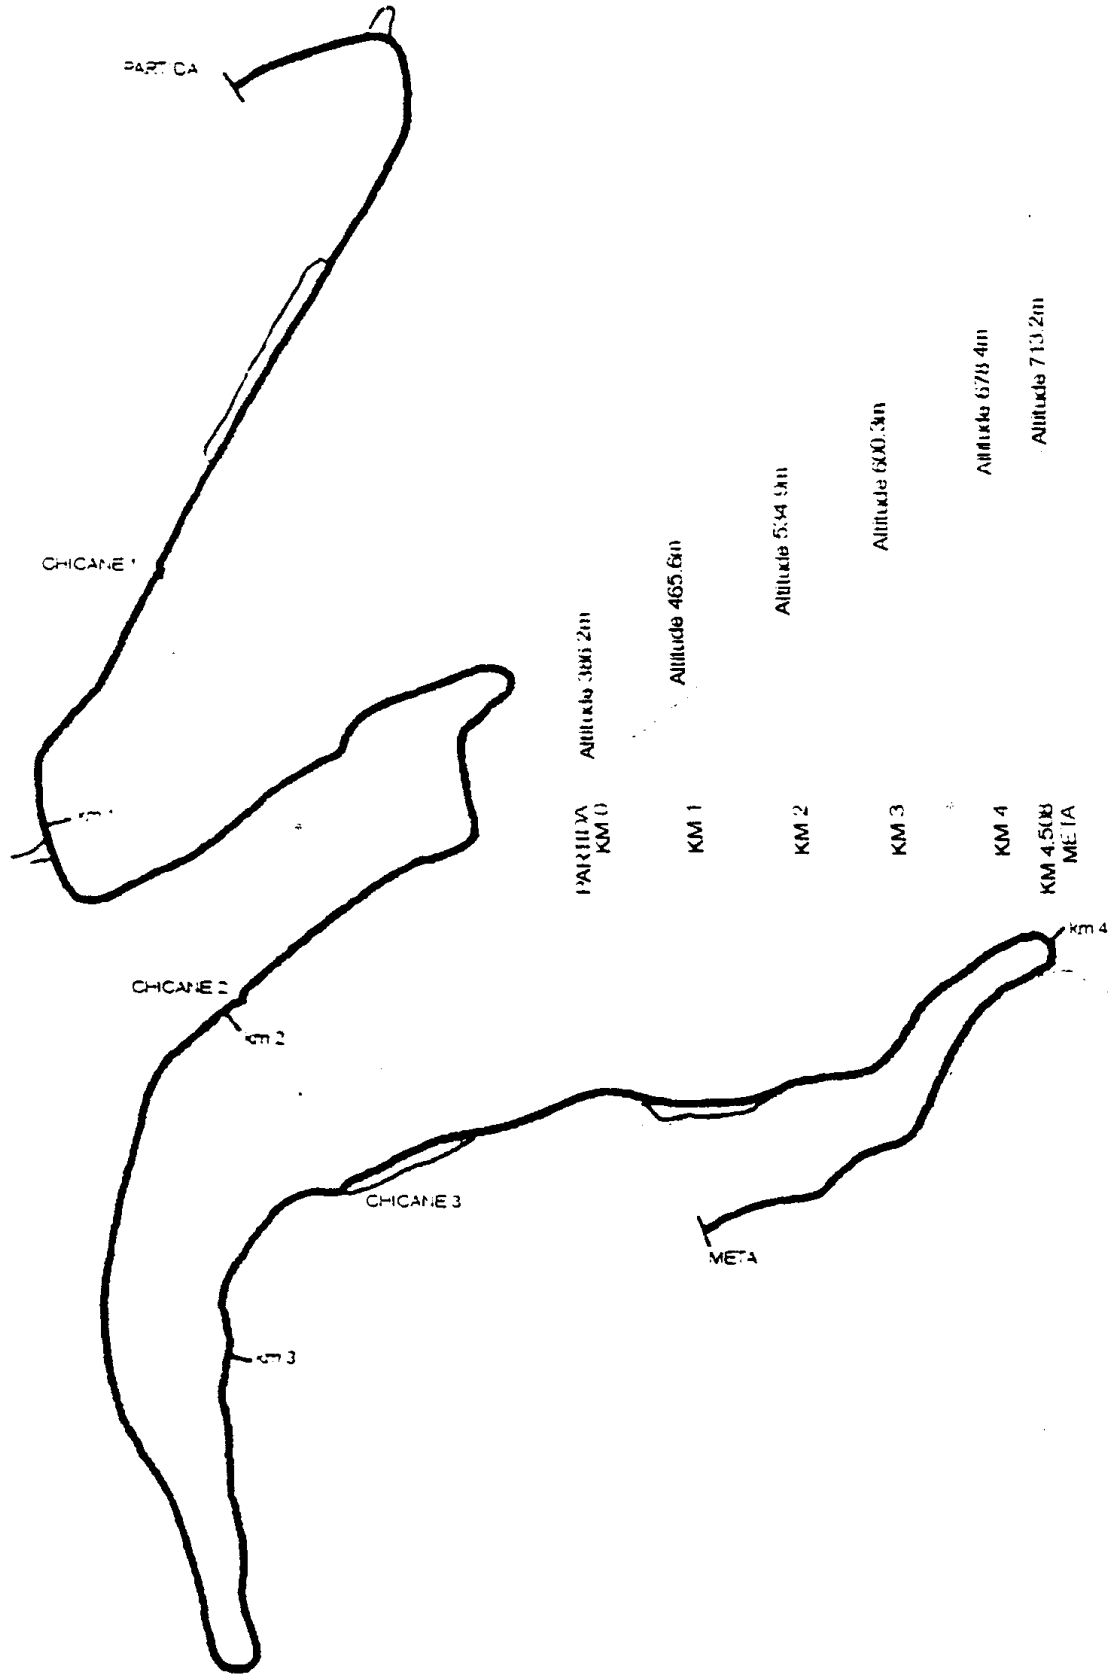 PARTIDA
CHICANE 1
km 1
CHICANE 2
km 2
CHICANE 3
km 3
META
km 4
PARTIDA
KM 0
Altitude 386.2m
KM 1
Altitude 465.6m
KM 2
Altitude 534.9m
KM 3
Altitude 600.3m
KM 4
Altitude 678.4m
KM 4.508
META
Altitude 713.2m